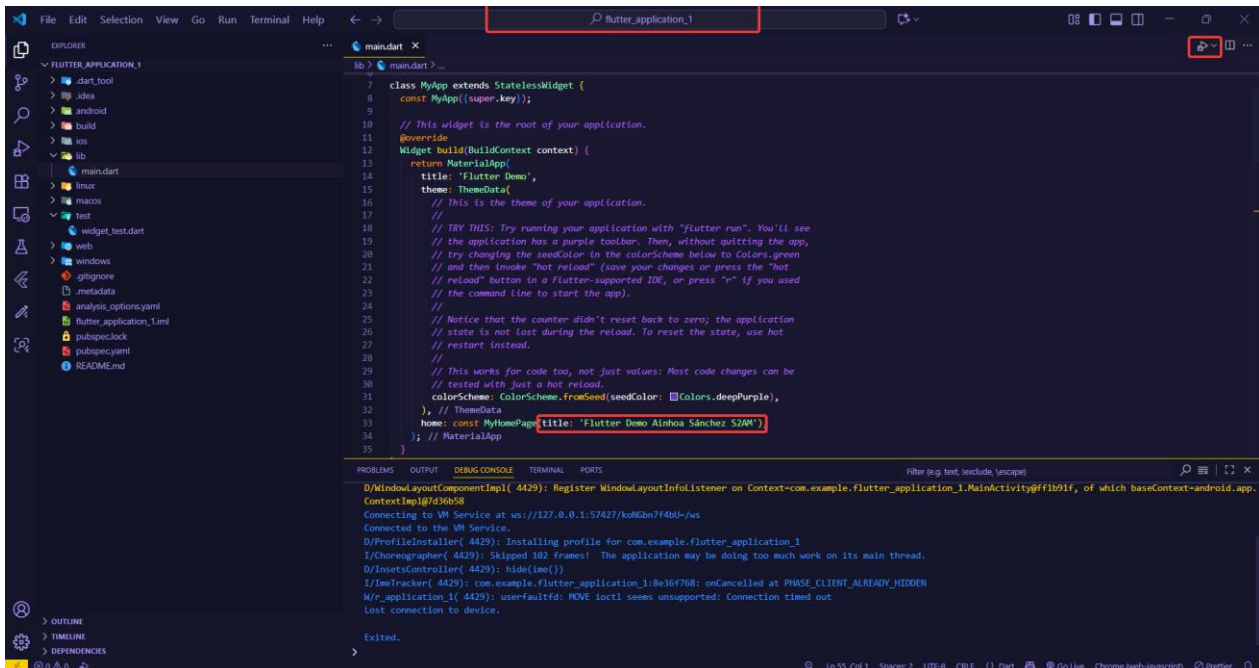 File Edit Selection View Go Run Terminal Help
flutter_application_1
EXPLORER
FLUTTER_APPLICATION_1
.dart_tool
.idea
android
build
ios
lib
main.dart
linux
macos
test
widget_test.dart
web
windows
.gitignore
.metadata
analysis_options.yaml
flutter_application_1.iml
pubspec.lock
pubspec.yaml
README.md
OUTLINE
TIMELINE
DEPENDENCIES
main.dart
lib > main.dart > ...
7 class MyApp extends StatelessWidget {
8 const MyApp({super.key});
9
10 // This widget is the root of your application.
11 @override
12 Widget build(BuildContext context) {
13 return MaterialApp(
14 title: 'Flutter Demo',
15 theme: ThemeData(
16 // This is the theme of your application.
17 //
18 // TRY THIS: Try running your application with "flutter run". You'll see
19 // the application has a purple toolbar. Then, without quitting the app,
20 // try changing the seedColor in the colorScheme below to Colors.green
21 // and then invoke "hot reload" (save your changes or press the "hot
22 // reload" button in a Flutter-supported IDE, or press "r" if you used
23 // the command line to start the app).
24 //
25 // Notice that the counter didn't reset back to zero; the application
26 // state is not lost during the reload. To reset the state, use hot
27 // restart instead.
28 //
29 // This works for code too, not just values: Most code changes can be
30 // tested with just a hot reload.
31 colorScheme: ColorScheme.fromSeed(seedColor: Colors.deepPurple),
32 ), // ThemeData
33 home: const MyHomePage(title: 'Flutter Demo Ainhoa Sánchez S2AM'),
34 ); // MaterialApp
35 }
PROBLEMS OUTPUT DEBUG CONSOLE TERMINAL PORTS
Filter (e.g. text, !exclude, \escape)
D/WindowLayoutComponentImpl( 4429): Register WindowLayoutInfoListener on Context=com.example.flutter_application_1.MainActivity@ff1b91f, of which baseContext=android.app.
ContextImpl@7d36b58
Connecting to VM Service at ws://127.0.0.1:57427/koNGbn7f4bU=/ws
Connected to the VM Service.
D/ProfileInstaller( 4429): Installing profile for com.example.flutter_application_1
I/Choreographer( 4429): Skipped 102 frames! The application may be doing too much work on its main thread.
D/InsetsController( 4429): hide(ime())
I/ImeTracker( 4429): com.example.flutter_application_1:8e36f768: onCancelled at PHASE_CLIENT_ALREADY_HIDDEN
W/r_application_1( 4429): userfaultfd: MOVE ioctl seems unsupported: Connection timed out
Lost connection to device.
Exited.
0 0 Ln 55, Col 1 Spaces: 2 UTF-8 CRLF {} Dart Go Live Chrome (web-javascript) Prettier